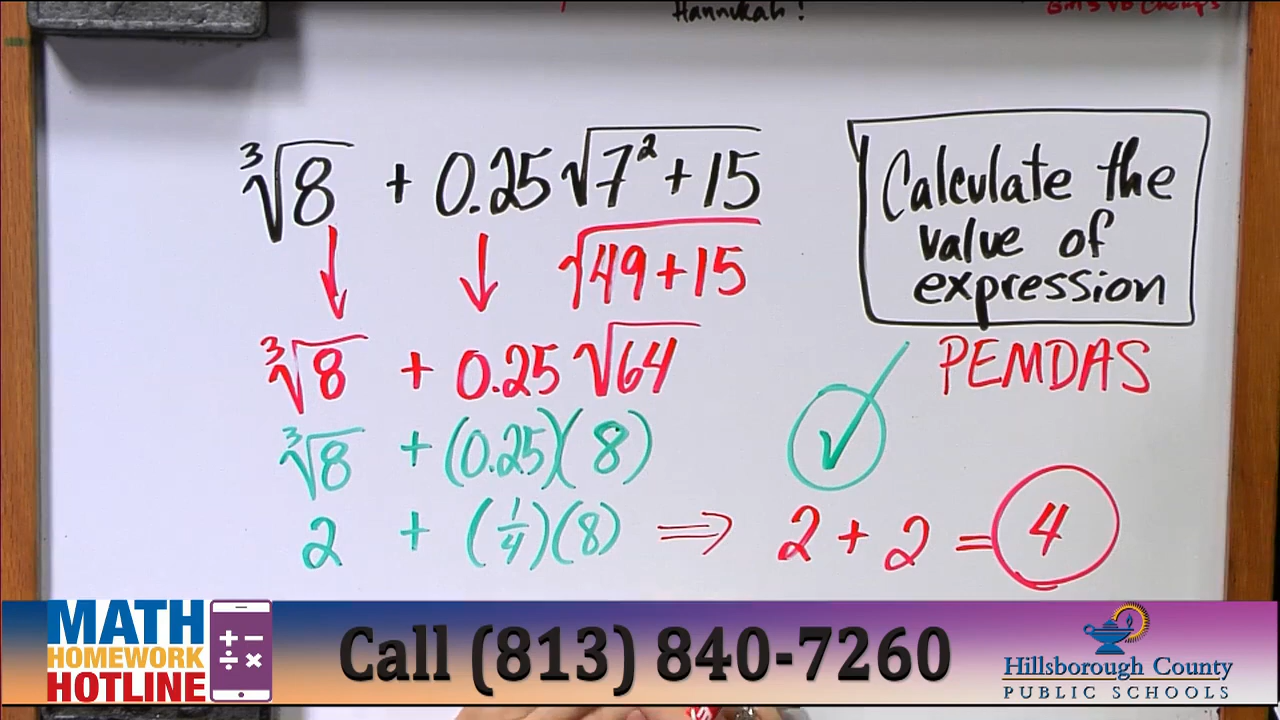 Hannukah!
∛8 + 0.25 √(7² + 15)
√(49 + 15)
∛8 + 0.25 √64
∛8 + (0.25)(8)
2 + (1/4)(8) ⇒ 2 + 2 = 4
Calculate the
value of
expression
PEMDAS
MATH
HOMEWORK
HOTLINE
+ −
÷ ×
Call (813) 840-7260
Hillsborough County
PUBLIC SCHOOLS